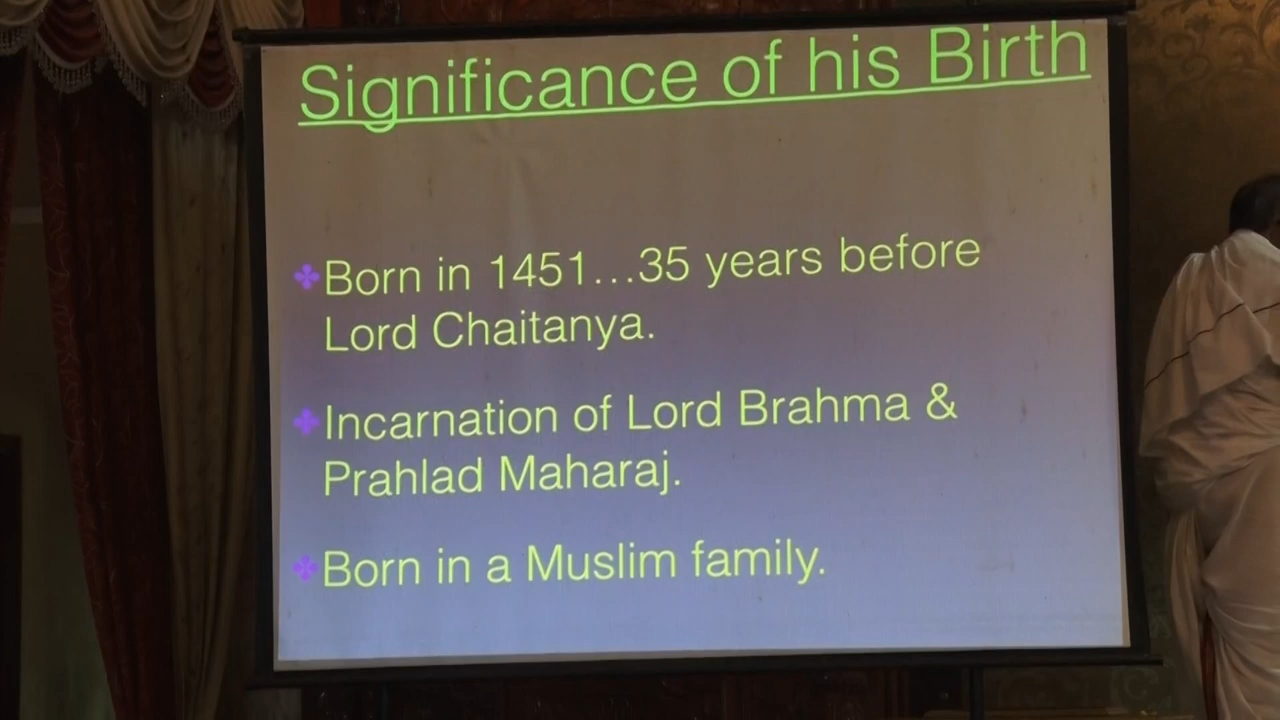 Significance of his Birth
Born in 1451...35 years before
Lord Chaitanya.
Incarnation of Lord Brahma &
Prahlad Maharaj.
Born in a Muslim family.